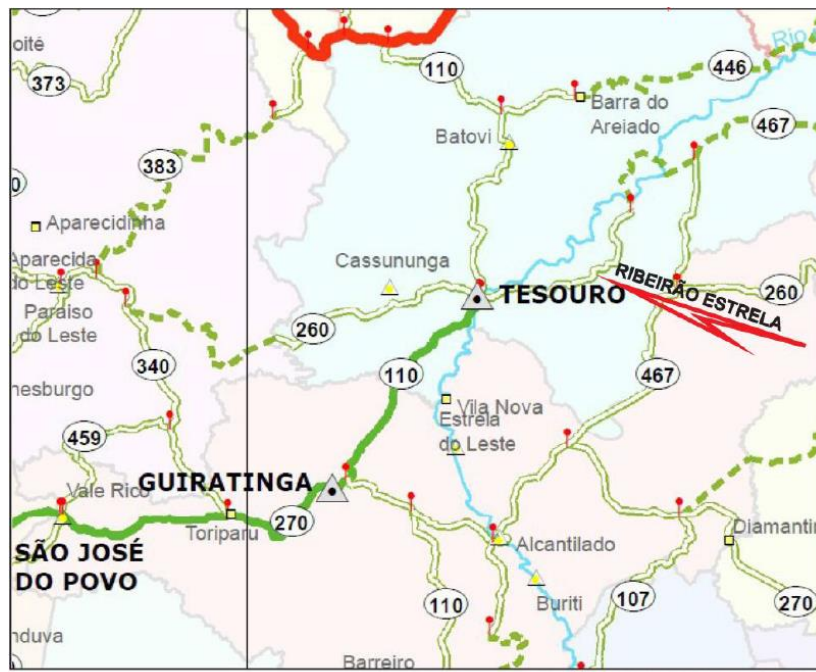 oité
373
110
446
Rio
Barra do
Areiado
467
Batovi
383
0
Aparecidinha
Aparecida
do Leste
Paraiso
do Leste
Cassununga
TESOURO
RIBEIRÃO ESTRELA
260
260
340
110
467
nesburgo
Vila Nova
Estrela
do Leste
459
GUIRATINGA
Vale Rico
270
Toriparu
SÃO JOSÉ
DO POVO
Alcantilado
Diamantin
Buriti
110
107
270
nduva
Barreiro